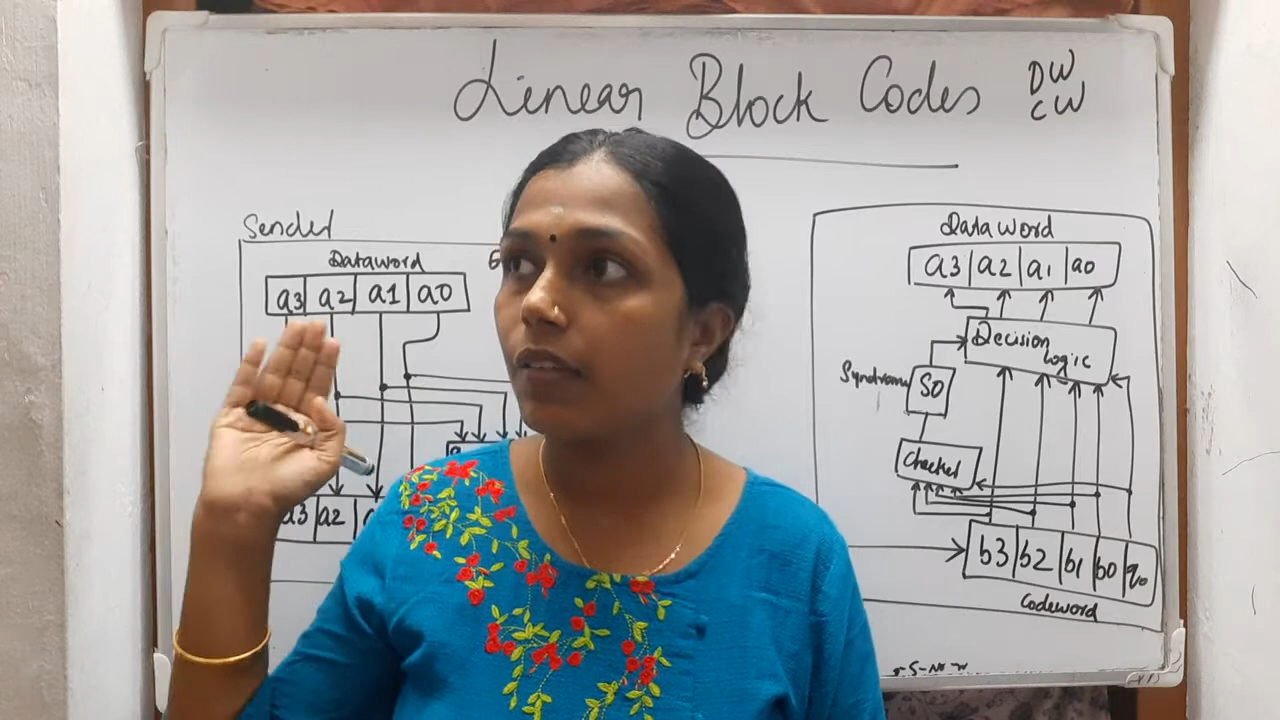 Linear Block Codes
DW
CW
Sender
Dataword
a3 a2 a1 a0
a3 a2
Dataword
a3 a2 a1 a0
Decision
Logic
Syndrome
S0
Checker
b3 b2 b1 b0 q0
Codeword